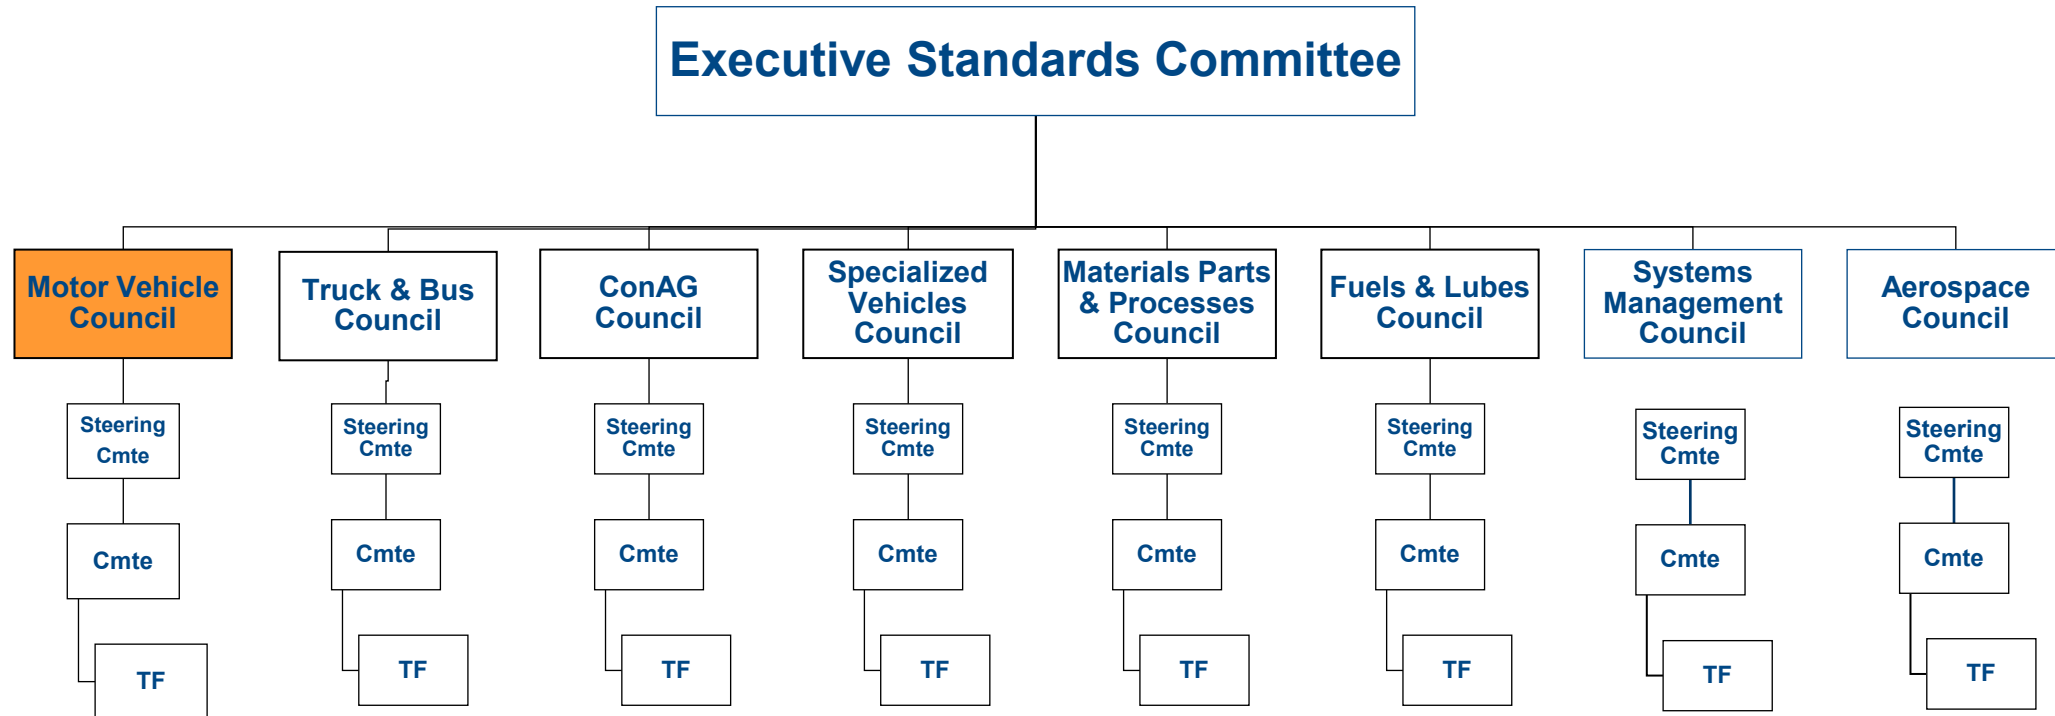 Executive Standards Committee
Motor Vehicle
Council
Truck & Bus
Council
ConAG
Council
Specialized
Vehicles
Council
Materials Parts
& Processes
Council
Fuels & Lubes
Council
Systems
Management
Council
Aerospace
Council
Steering
Cmte
Steering
Cmte
Steering
Cmte
Steering
Cmte
Steering
Cmte
Steering
Cmte
Steering
Cmte
Steering
Cmte
Cmte
Cmte
Cmte
Cmte
Cmte
Cmte
Cmte
Cmte
TF
TF
TF
TF
TF
TF
TF
TF